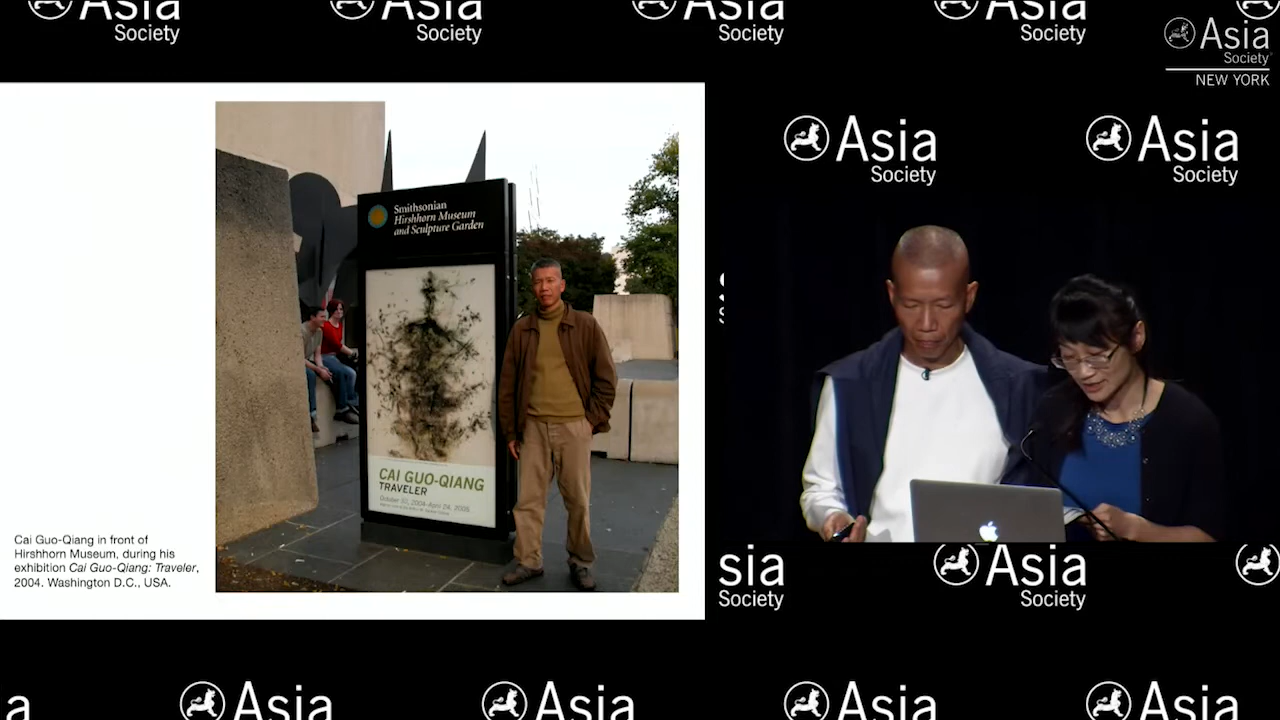 Asia
Society
Asia
Society
Asia
Society
Asia
Society
Asia
Society
NEW YORK
Asia
Society
Asia
Society
Smithsonian
Hirshhorn Museum
and Sculpture Garden
CAI GUO-QIANG
TRAVELER
October 30, 2004-April 24, 2005
Cai Guo-Qiang in front of
Hirshhorn Museum, during his
exhibition Cai Guo-Qiang: Traveler,
2004. Washington D.C., USA.
sia
Society
Asia
Society
a
Asia
Asia
Asia
Asia